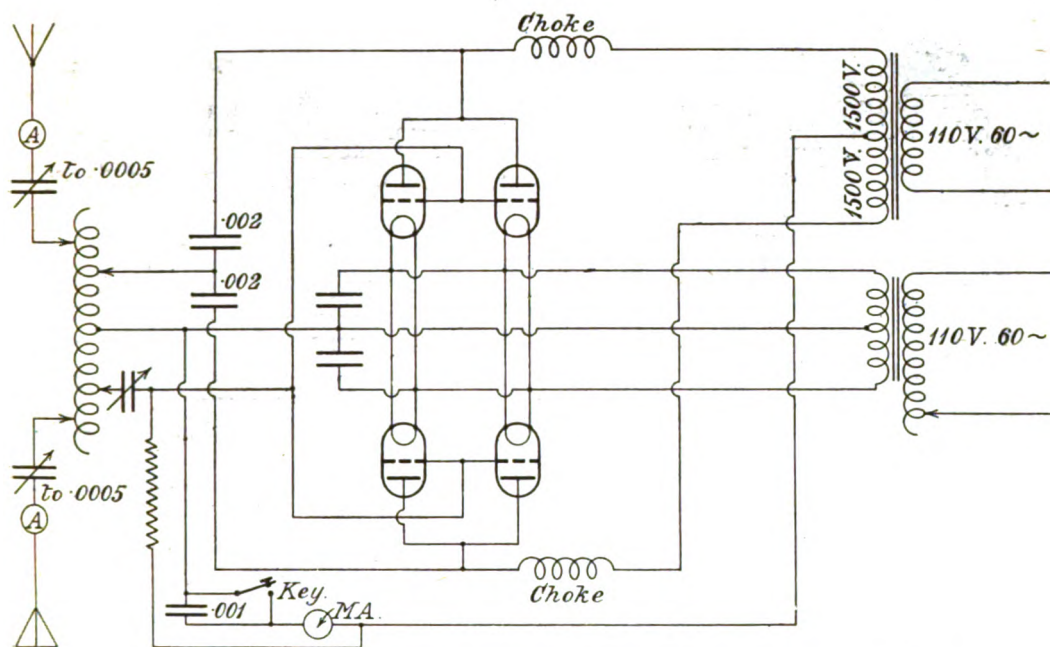 Choke
A
to .0005
.002
.002
1500 V.
1500 V.
110 V. 60~
110 V. 60~
to .0005
A
Choke
Key.
.001
MA.